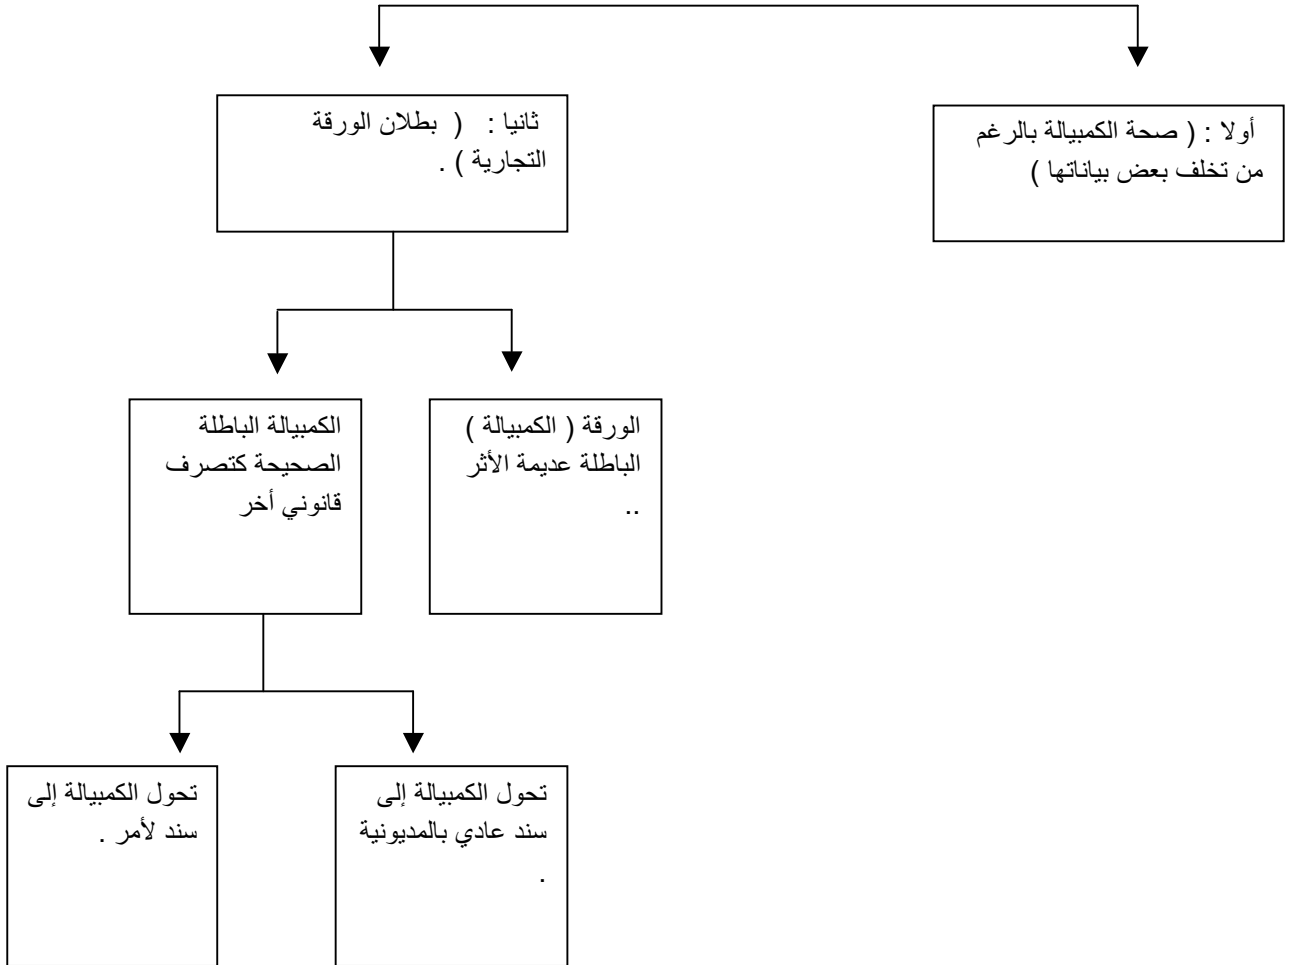 أولا : ( صحة الكمبيالة بالرغم
من تخلف بعض بياناتها )
ثانيا : ( بطلان الورقة
التجارية ) .
الورقة ( الكمبيالة )
الباطلة عديمة الأثر
..
الكمبيالة الباطلة
الصحيحة كتصرف
قانوني أخر
تحول الكمبيالة إلى
سند عادي بالمديونية
.
تحول الكمبيالة إلى
سند لأمر .